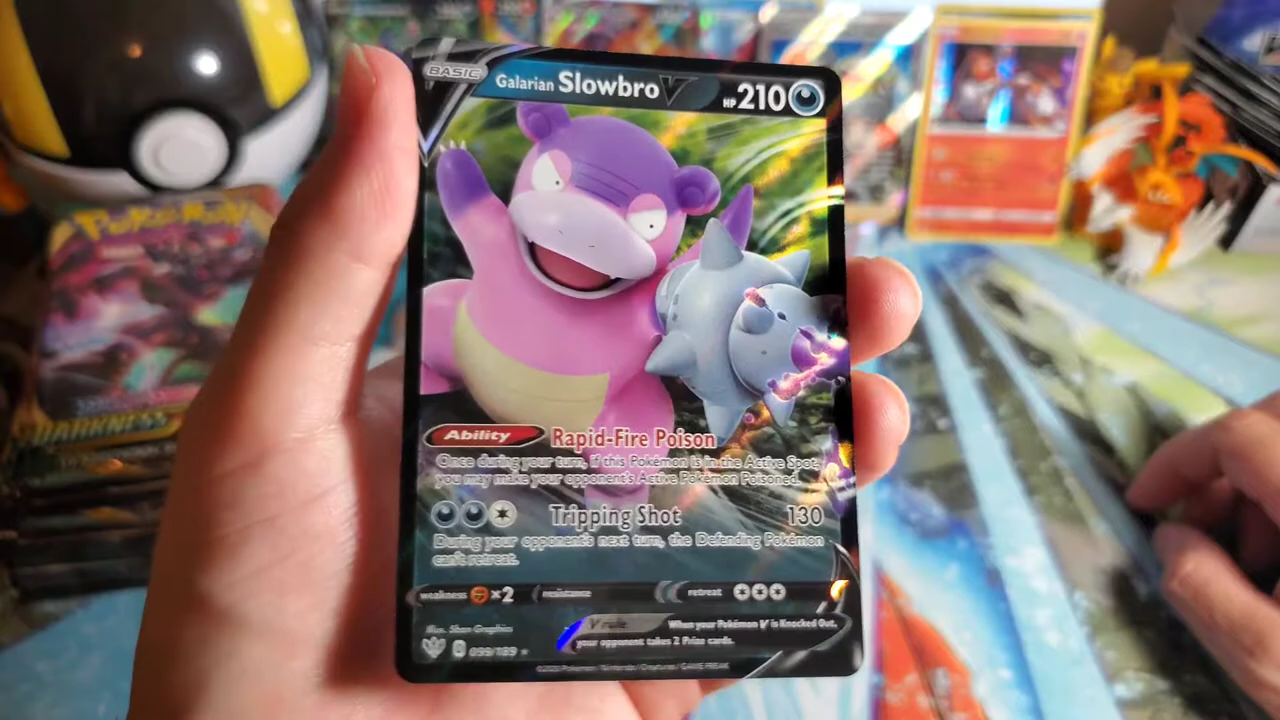 BASIC Galarian Slowbro V HP 210
Ability Rapid-Fire Poison
Once during your turn, if this Pokémon is in the Active Spot,
you may make your opponent's Active Pokémon Poisoned.
Tripping Shot 130
During your opponent's next turn, the Defending Pokémon
can't retreat.
weakness ×2 resistance retreat
V rule When your Pokémon V is Knocked Out,
your opponent takes 2 Prize cards.
Illus. Shan Graphics
099/189
©2020 Pokémon / Nintendo / Creatures / GAME FREAK
POKéMON
DARKNESS